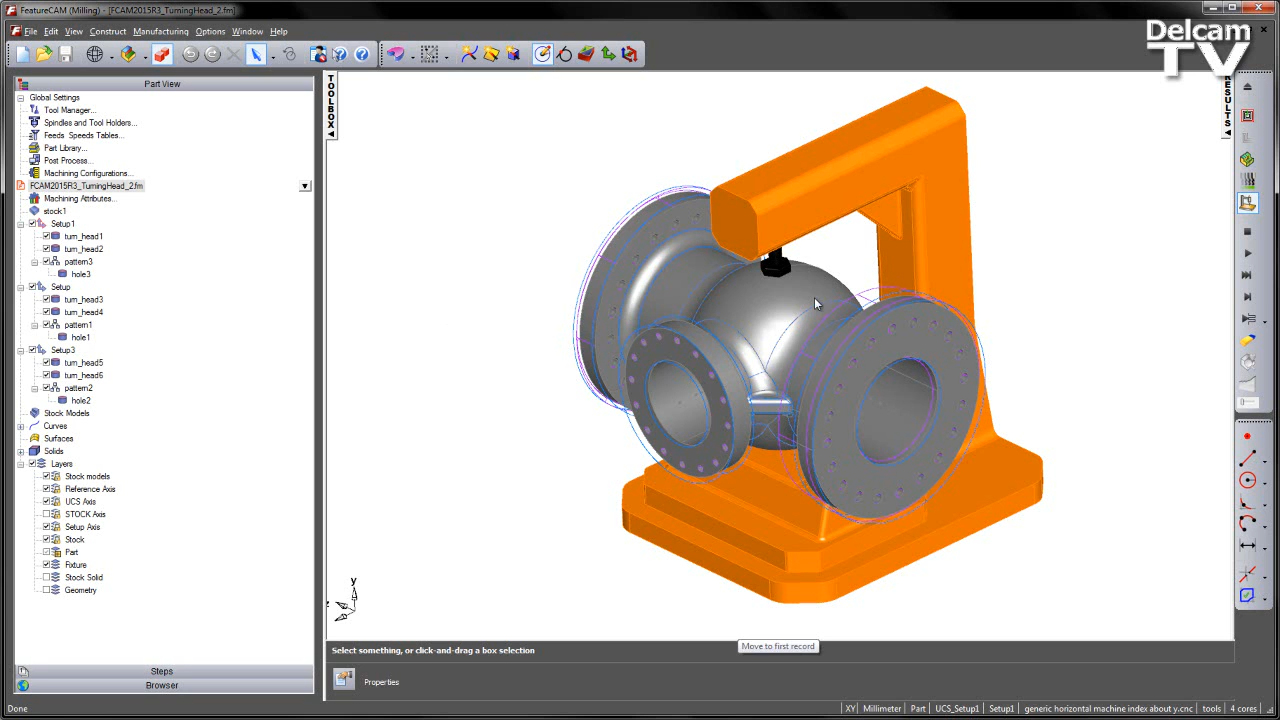 FeatureCAM (Milling) - [FCAM2015R3_TurningHead_2.fm]
File Edit View Construct Manufacturing Options Window Help
Delcam
TV
Part View
TOOLBOX
RESULTS
Global Settings
Tool Manager...
Spindles and Tool Holders...
Feeds Speeds Tables...
Part Library...
Post Process...
Machining Configurations...
FCAM2015R3_TurningHead_2.fm
Machining Attributes...
stock1
Setup1
turn_head1
turn_head2
pattern3
hole3
Setup
turn_head3
turn_head4
pattern1
hole1
Setup3
turn_head5
turn_head6
pattern2
hole2
Stock Models
Curves
Surfaces
Solids
Layers
Stock models
Reference Axis
UCS Axis
STOCK Axis
Setup Axis
Stock
Part
Fixture
Stock Solid
Geometry
y
z
Move to first record
Select something, or click-and-drag a box selection
Steps
Properties
Browser
Done
XY Millimeter Part UCS_Setup1 Setup1 generic horizontal machine index about y.cnc tools 4 cores